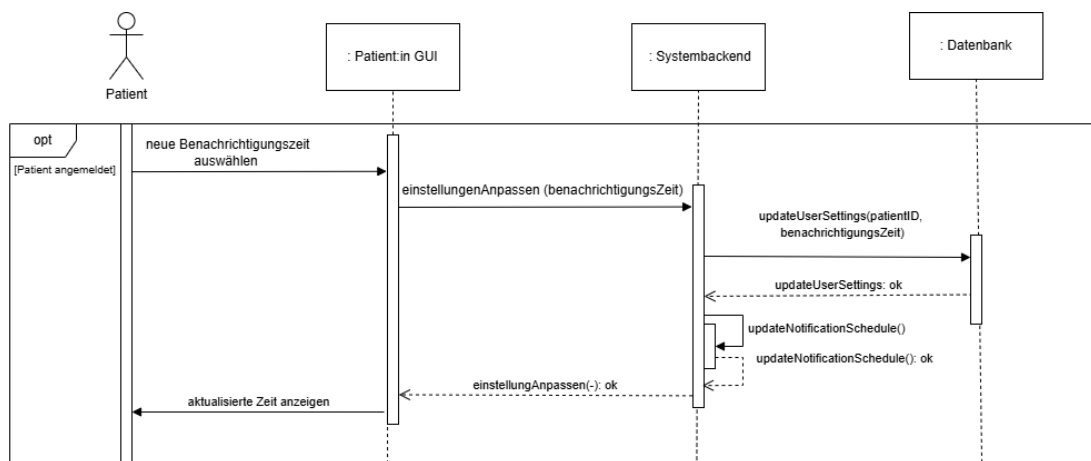 : Patient:in GUI
: Systembackend
: Datenbank
Patient
opt
[Patient angemeldet]
neue Benachrichtigungszeit
auswählen
einstellungenAnpassen (benachrichtigungsZeit)
updateUserSettings(patientID,
benachrichtigungsZeit)
updateUserSettings: ok
updateNotificationSchedule()
updateNotificationSchedule(): ok
einstellungAnpassen(-): ok
aktualisierte Zeit anzeigen